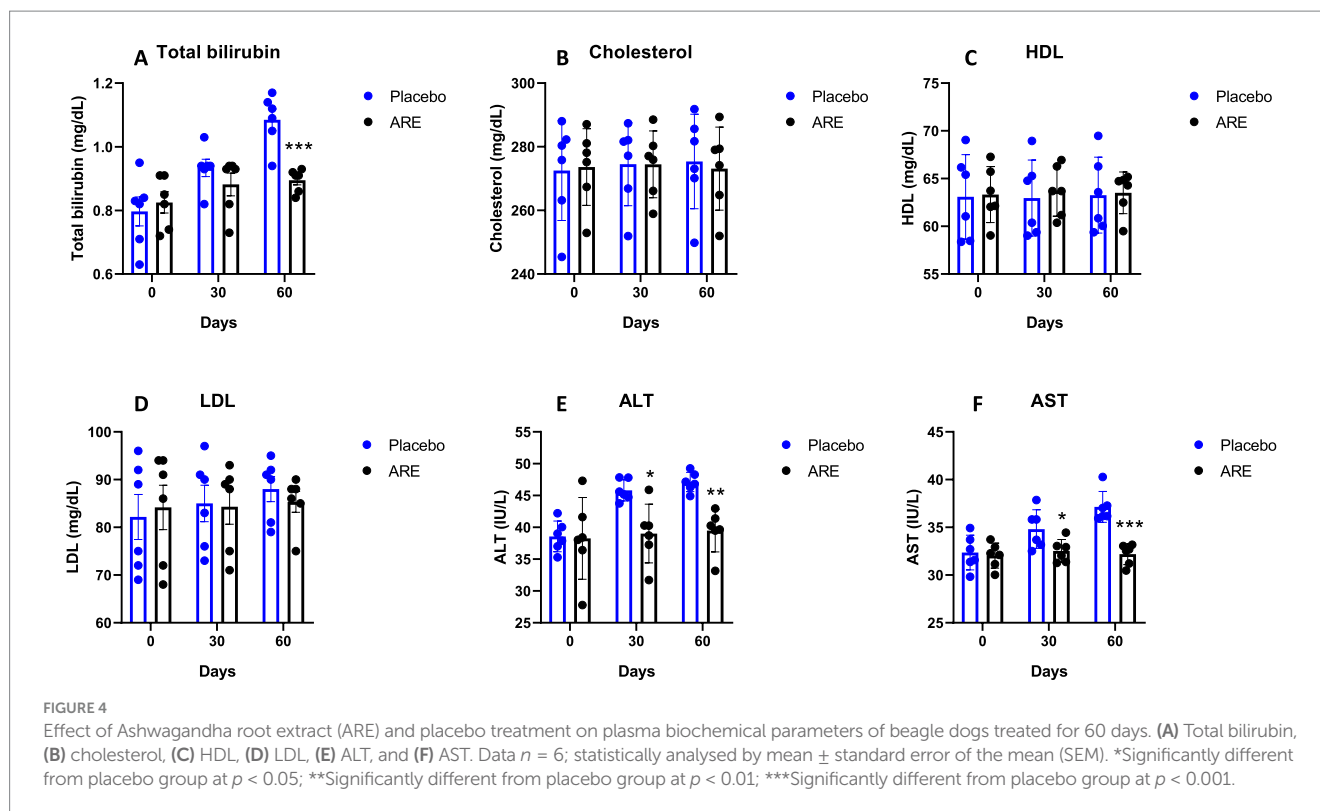 A Total bilirubin
Total bilirubin (mg/dL)
1.2
1.0
0.8
0.6
***
0 30 60
Days
Placebo
ARE
B Cholesterol
Cholesterol (mg/dL)
300
280
260
240
0 30 60
Days
Placebo
ARE
C HDL
HDL (mg/dL)
75
70
65
60
55
0 30 60
Days
Placebo
ARE
D LDL
LDL (mg/dL)
100
90
80
70
60
0 30 60
Days
Placebo
ARE
E ALT
ALT (IU/L)
55
50
45
40
35
30
25
* **
0 30 60
Days
Placebo
ARE
F AST
AST (IU/L)
45
40
35
30
25
* ***
0 30 60
Days
Placebo
ARE
FIGURE 4
Effect of Ashwagandha root extract (ARE) and placebo treatment on plasma biochemical parameters of beagle dogs treated for 60 days. (A) Total bilirubin,
(B) cholesterol, (C) HDL, (D) LDL, (E) ALT, and (F) AST. Data n = 6; statistically analysed by mean ± standard error of the mean (SEM). *Significantly different
from placebo group at p < 0.05; **Significantly different from placebo group at p < 0.01; ***Significantly different from placebo group at p < 0.001.